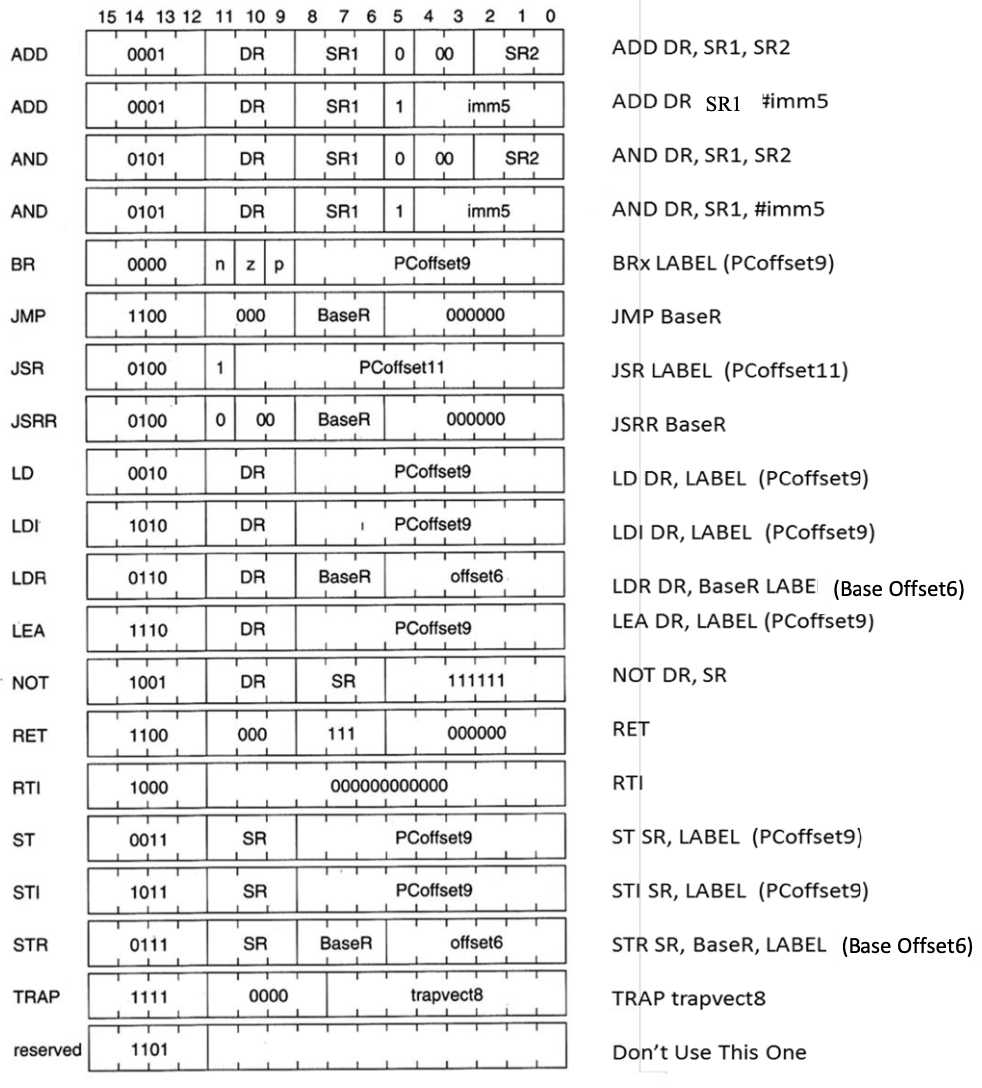 15 14 13 12 11 10 9 8 7 6 5 4 3 2 1 0
ADD 0001 DR SR1 0 00 SR2 ADD DR, SR1, SR2
ADD 0001 DR SR1 1 imm5 ADD DR SR1 #imm5
AND 0101 DR SR1 0 00 SR2 AND DR, SR1, SR2
AND 0101 DR SR1 1 imm5 AND DR, SR1, #imm5
BR 0000 n z p PCoffset9 BRx LABEL (PCoffset9)
JMP 1100 000 BaseR 000000 JMP BaseR
JSR 0100 1 PCoffset11 JSR LABEL (PCoffset11)
JSRR 0100 0 00 BaseR 000000 JSRR BaseR
LD 0010 DR PCoffset9 LD DR, LABEL (PCoffset9)
LDI 1010 DR PCoffset9 LDI DR, LABEL (PCoffset9)
LDR 0110 DR BaseR offset6 LDR DR, BaseR LABE (Base Offset6)
LEA 1110 DR PCoffset9 LEA DR, LABEL (PCoffset9)
NOT 1001 DR SR 111111 NOT DR, SR
RET 1100 000 111 000000 RET
RTI 1000 000000000000 RTI
ST 0011 SR PCoffset9 ST SR, LABEL (PCoffset9)
STI 1011 SR PCoffset9 STI SR, LABEL (PCoffset9)
STR 0111 SR BaseR offset6 STR SR, BaseR, LABEL (Base Offset6)
TRAP 1111 0000 trapvect8 TRAP trapvect8
reserved 1101 Don't Use This One